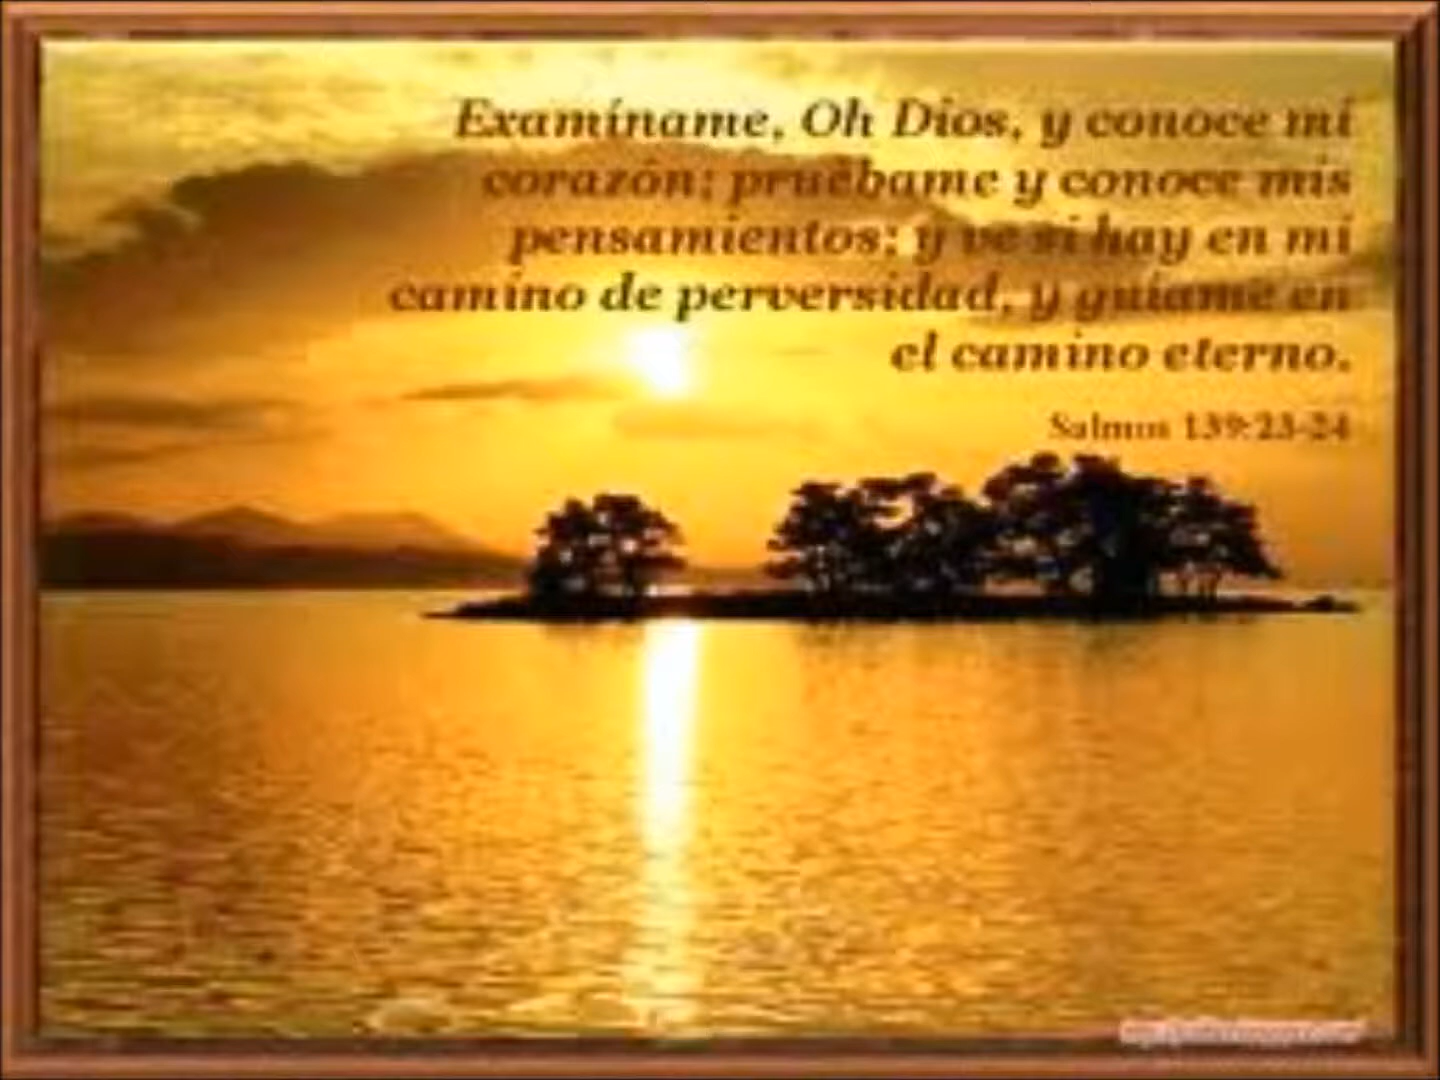 Examíname, Oh Dios, y conoce mi
corazón; pruébame y conoce mis
pensamientos; y ve si hay en mi
camino de perversidad, y guíame en
el camino eterno.
Salmos 139:23-24